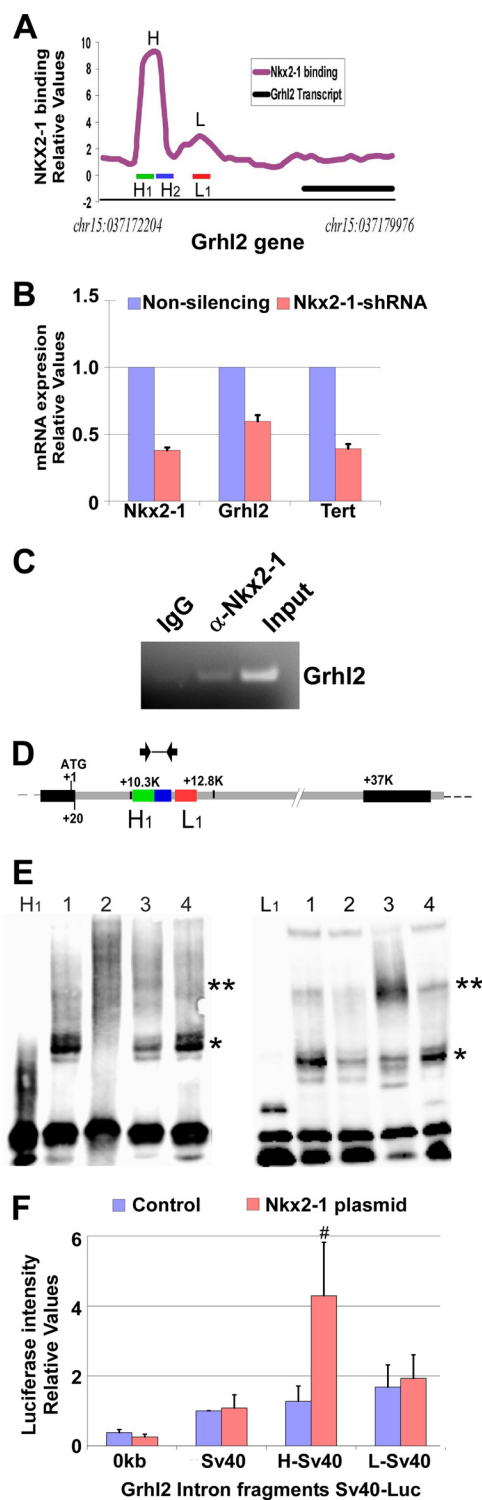 A
H
NKX2-1 binding
Relative Values
10
8
6
4
2
0
-2
Nkx2-1 binding
Grhl2 Transcript
L
H1
H2
L1
chr15:037172204
chr15:037179976
Grhl2 gene
B
mRNA expresion
Relative Values
1.5
1.0
0.5
0
Non-silencing
Nkx2-1-shRNA
Nkx2-1
Grhl2
Tert
C
IgG
α-Nkx2-1
Input
Grhl2
D
ATG
+1
+10.3K
+12.8K
+37K
+20
H1
L1
E
H1 1 2 3 4
**
*
L1 1 2 3 4
**
*
F
Control
Nkx2-1 plasmid
Luciferase intensity
Relative Values
6
4
2
0
#
0kb
Sv40
H-Sv40
L-Sv40
Grhl2 Intron fragments Sv40-Luc